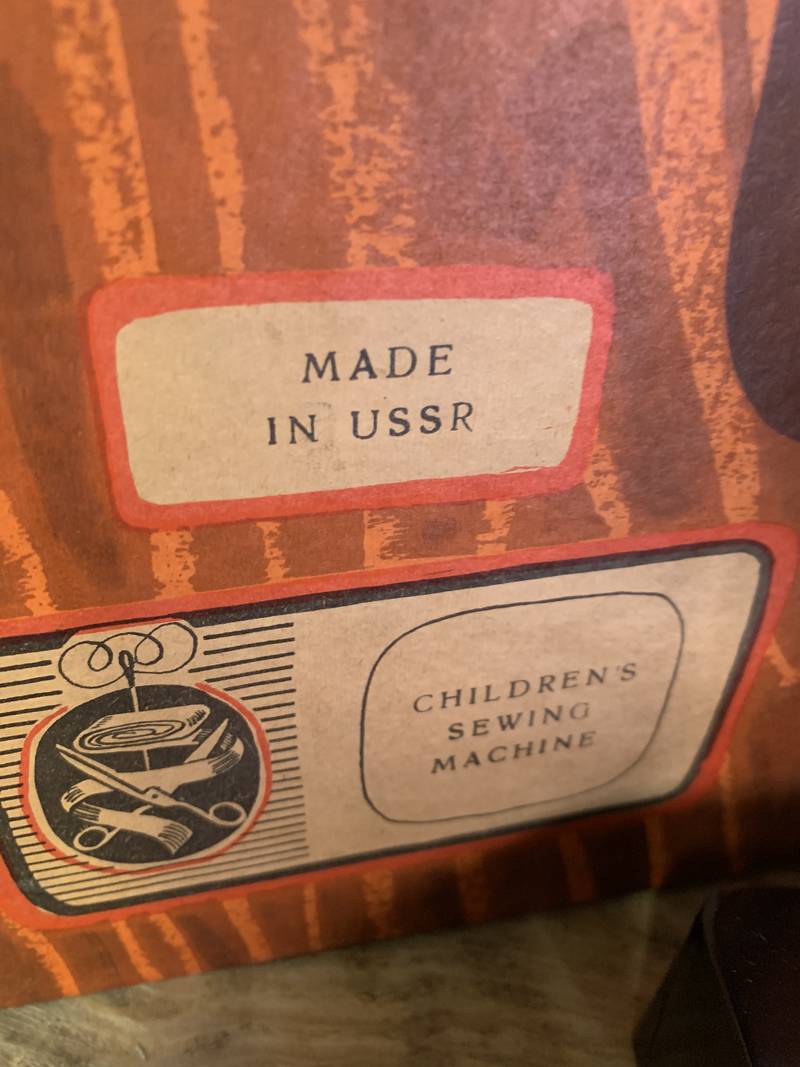 MADE
IN USSR
CHILDREN'S
SEWING
MACHINE